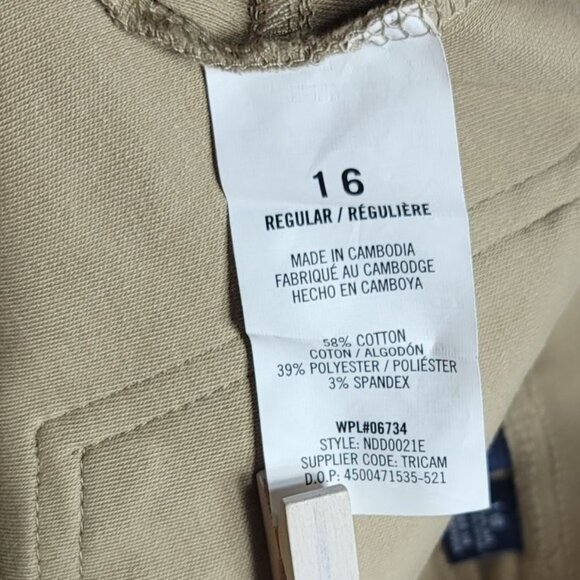 16
REGULAR / RÉGULIÈRE
MADE IN CAMBODIA
FABRIQUÉ AU CAMBODGE
HECHO EN CAMBOYA
58% COTTON
COTON / ALGODÓN
39% POLYESTER / POLIÉSTER
3% SPANDEX
WPL#06734
STYLE: NDD0021E
SUPPLIER CODE: TRICAM
D.O.P: 4500471535-521